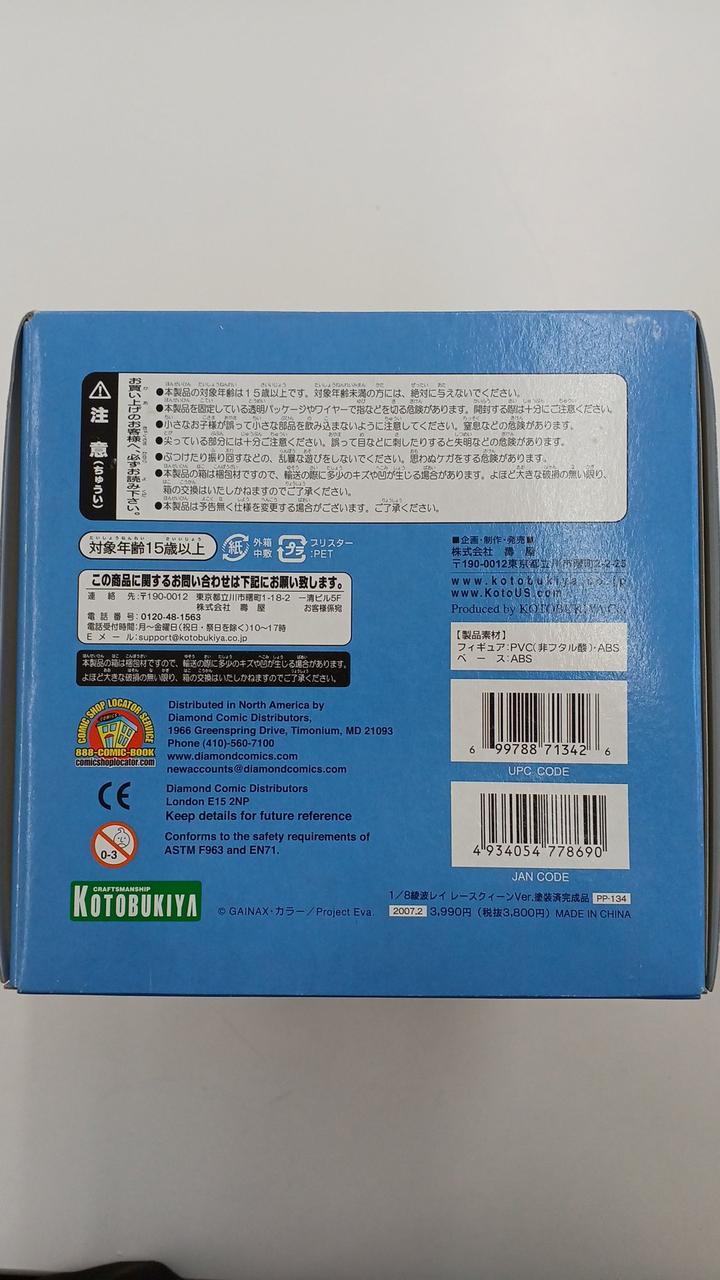 注意(ちゅうい)
お買い上げのお客様へ、必ずお読み下さい。
●本製品の対象年齢は15歳以上です。対象年齢未満の方には、絶対に与えないでください。
●本製品を固定している透明パッケージやワイヤーで指などを切る危険があります。開封する際は十分にご注意ください。
●小さなお子様が誤って小さな部品を飲み込まないように注意してください。窒息などの危険があります。
●尖っている部分には十分ご注意ください。誤って目などに刺したりすると失明などの危険があります。
●ぶつけたり振り回すなどの、乱暴な遊びをしないでください。思わぬケガをする危険があります。
●本製品の箱は梱包材ですので、輸送の際に多少のキズや凹が生じる場合があります。よほど大きな破損の無い限り、
箱の交換はいたしかねますのでご了承ください。
●本製品は予告無く仕様を変更する場合がございます。ご了承ください。
対象年齢15歳以上
紙
外箱
中敷
プラ
ブリスター
:PET
この商品に関するお問い合わせは下記にお願い致します。
連絡先:〒190-0012 東京都立川市曙町1-18-2 一清ビル5F
株式会社 壽屋 お客様係宛
電話番号:0120-48-1563
電話受付時間:月〜金曜日(祝日・祭日を除く)10〜17時
Eメール:support@kotobukiya.co.jp
本製品の箱は梱包材ですので、輸送の際に多少のキズや凹が生じる場合があります。
よほど大きな破損が無い限り、箱の交換はいたしかねますのでご了承ください。
■企画・制作・発売■
株式会社 壽屋
〒190-0012東京都立川市曙町2-2-23
www.kotobukiya.co.jp
www.KotoUS.com
Produced by KOTOBUKIYA Co.
【製品素材】
フィギュア:PVC(非フタル酸)・ABS
ベース:ABS
COMIC SHOP LOCATOR SERVICE
COMICS
888-COMIC-BOOK
comicshoplocator.com
Distributed in North America by
Diamond Comic Distributors,
1966 Greenspring Drive, Timonium, MD 21093
Phone (410)-560-7100
www.diamondcomics.com
newaccounts@diamondcomics.com
6 99788 71342 6
UPC CODE
CE
Diamond Comic Distributors
London E15 2NP
Keep details for future reference
0-3
Conforms to the safety requirements of
ASTM F963 and EN71.
4 934054 778690
JAN CODE
CRAFTSMANSHIP
KOTOBUKIYA
© GAINAX・カラー/Project Eva.
1/8綾波レイ レースクィーンVer.塗装済完成品 PP-134
2007.2 3,990円(税抜3,800円) MADE IN CHINA